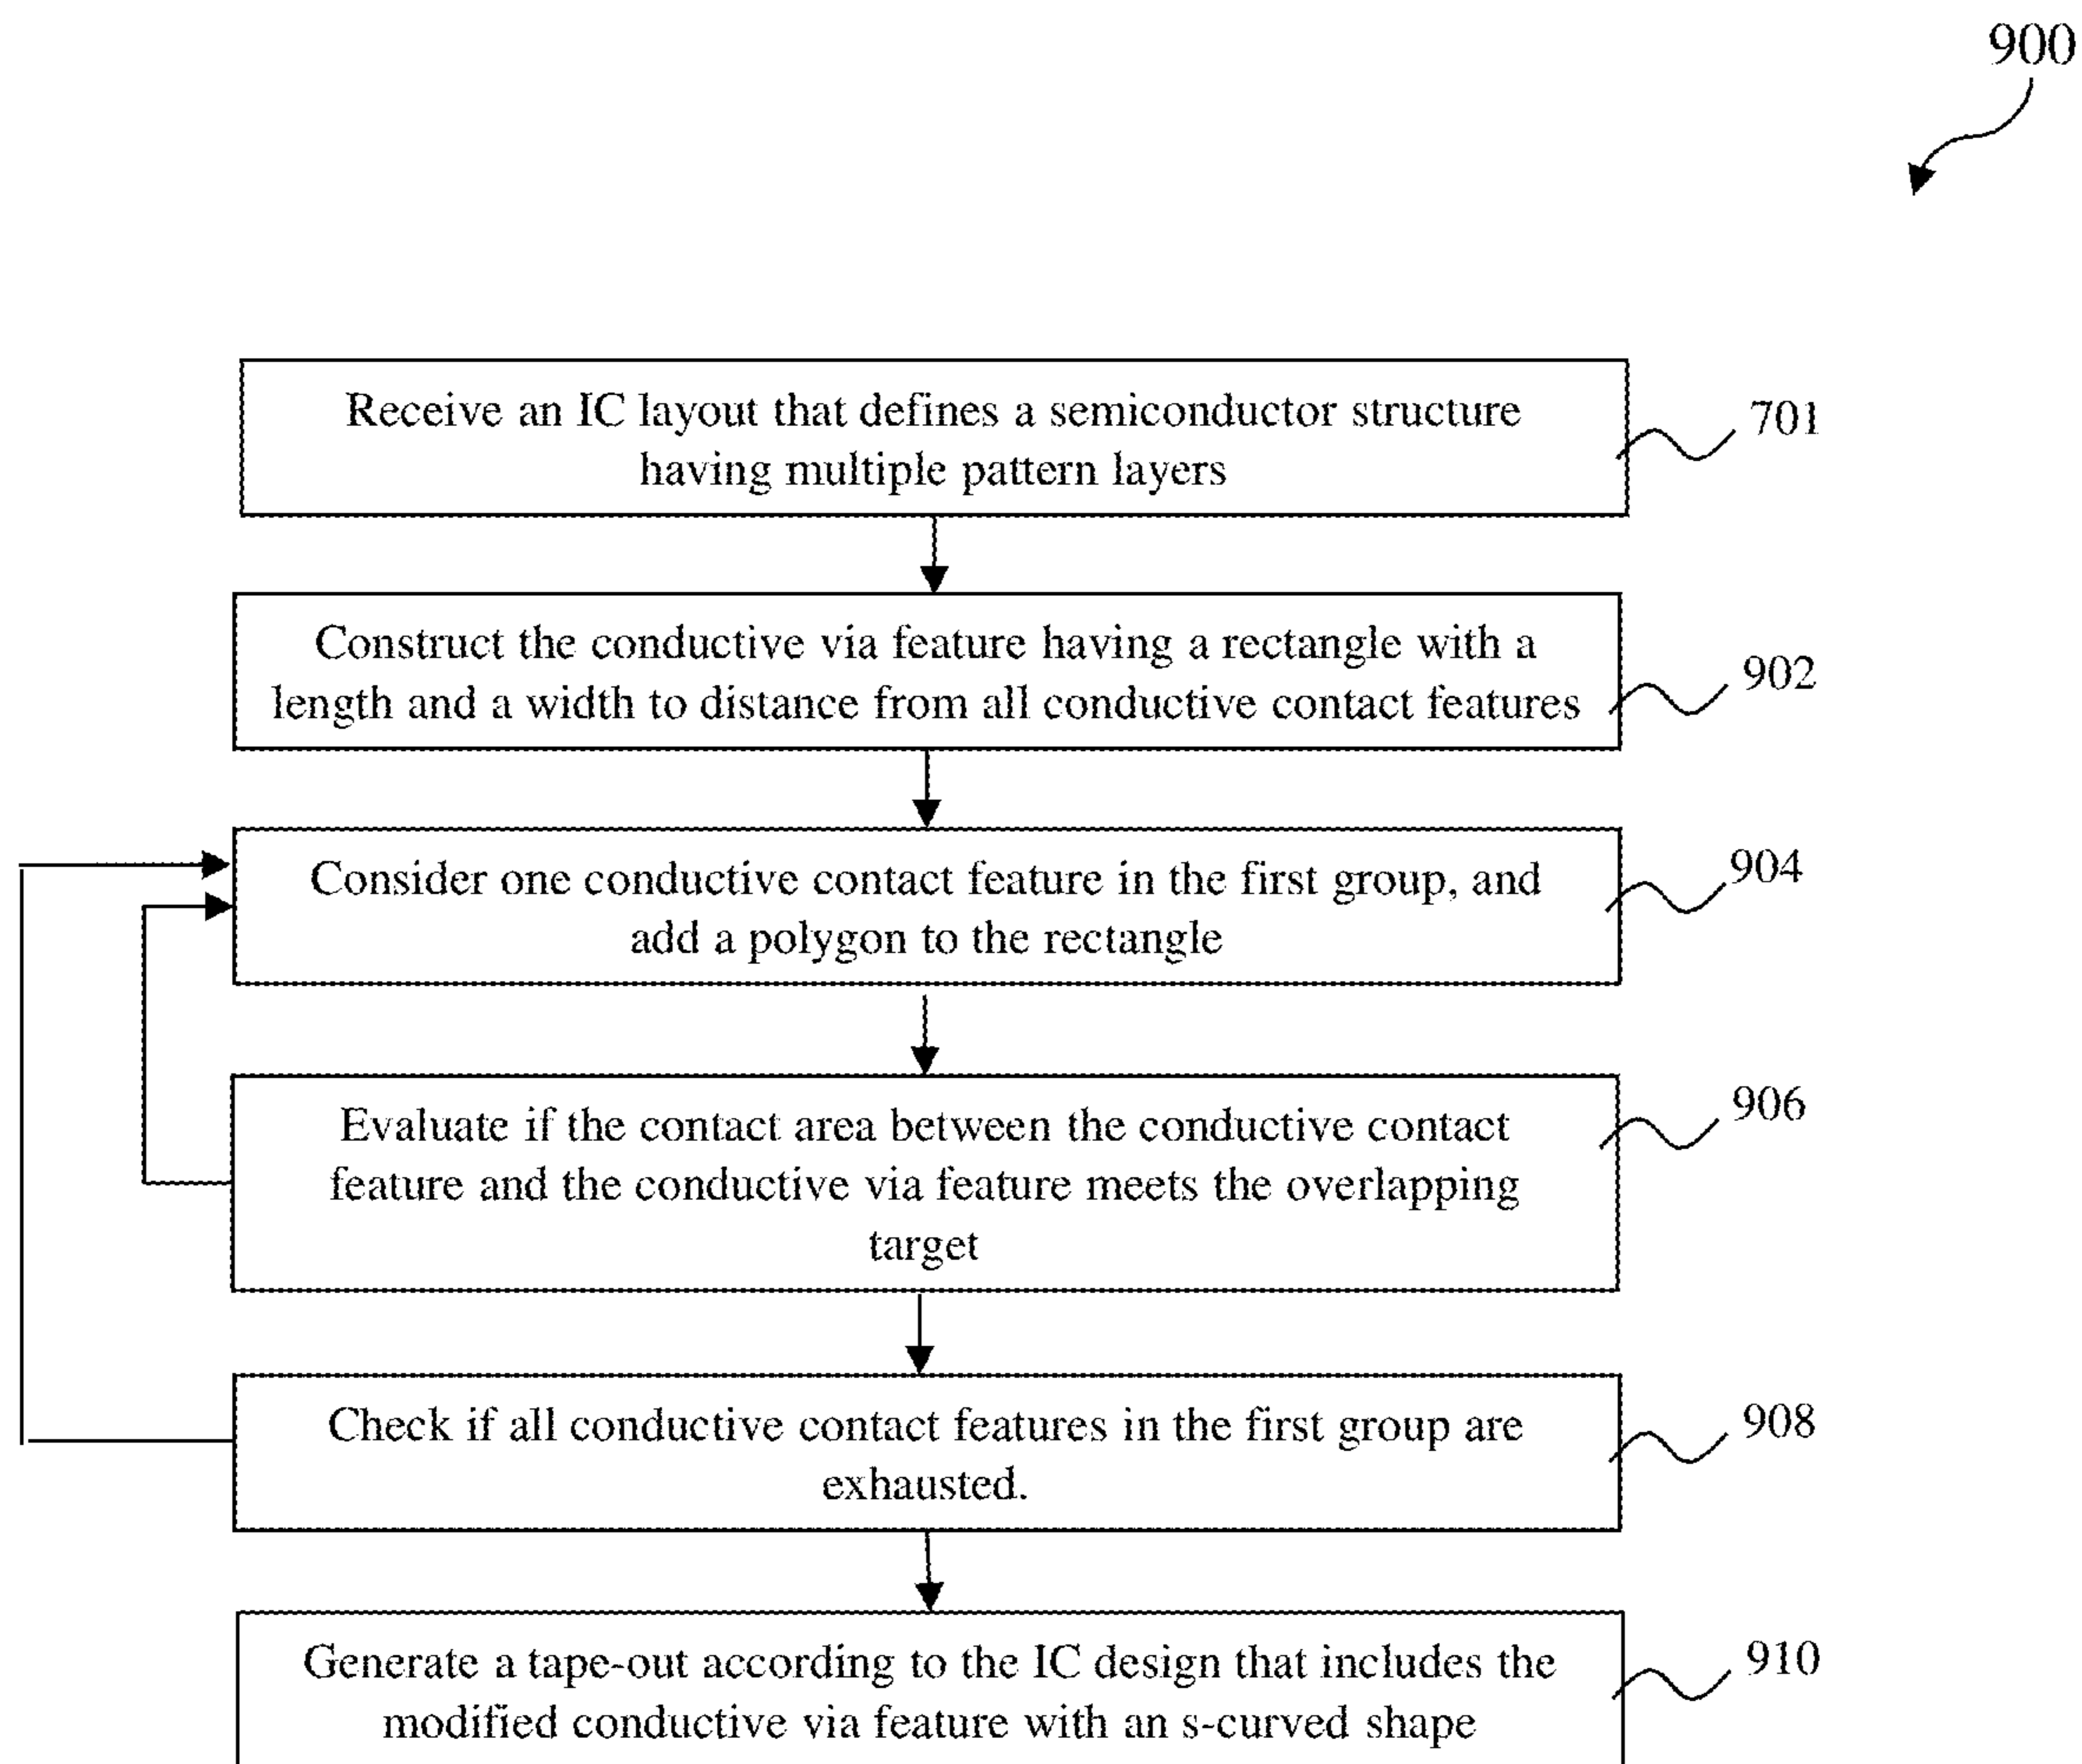 900
Receive an IC layout that defines a semiconductor structure
having multiple pattern layers
701
Construct the conductive via feature having a rectangle with a
length and a width to distance from all conductive contact features
902
Consider one conductive contact feature in the first group, and
add a polygon to the rectangle
904
Evaluate if the contact area between the conductive contact
feature and the conductive via feature meets the overlapping
target
906
Check if all conductive contact features in the first group are
exhausted.
908
Generate a tape-out according to the IC design that includes the
modified conductive via feature with an s-curved shape
910